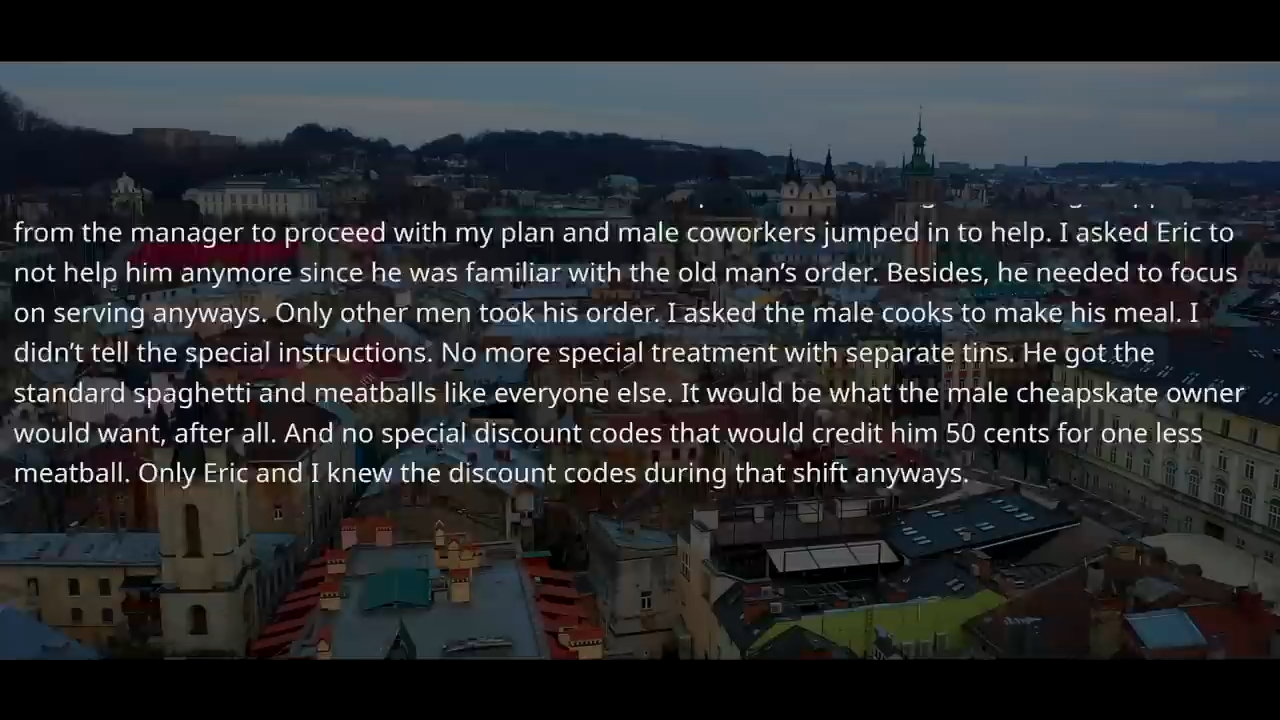 from the manager to proceed with my plan and male coworkers jumped in to help. I asked Eric to
not help him anymore since he was familiar with the old man’s order. Besides, he needed to focus
on serving anyways. Only other men took his order. I asked the male cooks to make his meal. I
didn’t tell the special instructions. No more special treatment with separate tins. He got the
standard spaghetti and meatballs like everyone else. It would be what the male cheapskate owner
would want, after all. And no special discount codes that would credit him 50 cents for one less
meatball. Only Eric and I knew the discount codes during that shift anyways.